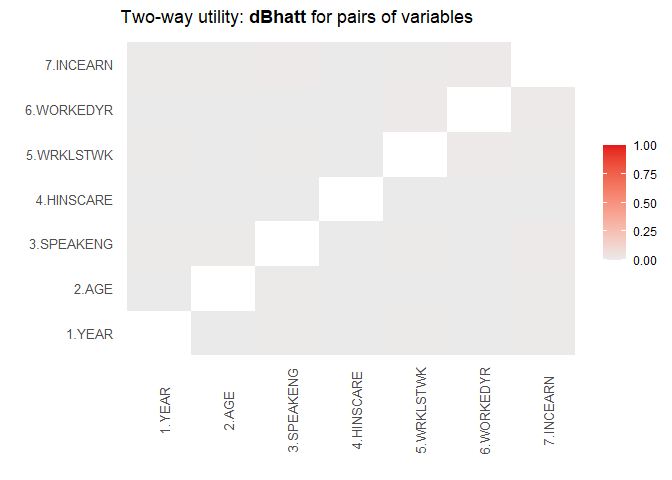 Two-way utility: dBhatt for pairs of variables
7.INCEARN
6.WORKEDYR
5.WRKLSTWK
4.HINSCARE
3.SPEAKENG
2.AGE
1.YEAR
1.YEAR
2.AGE
3.SPEAKENG
4.HINSCARE
5.WRKLSTWK
6.WORKEDYR
7.INCEARN
1.00
0.75
0.50
0.25
0.00